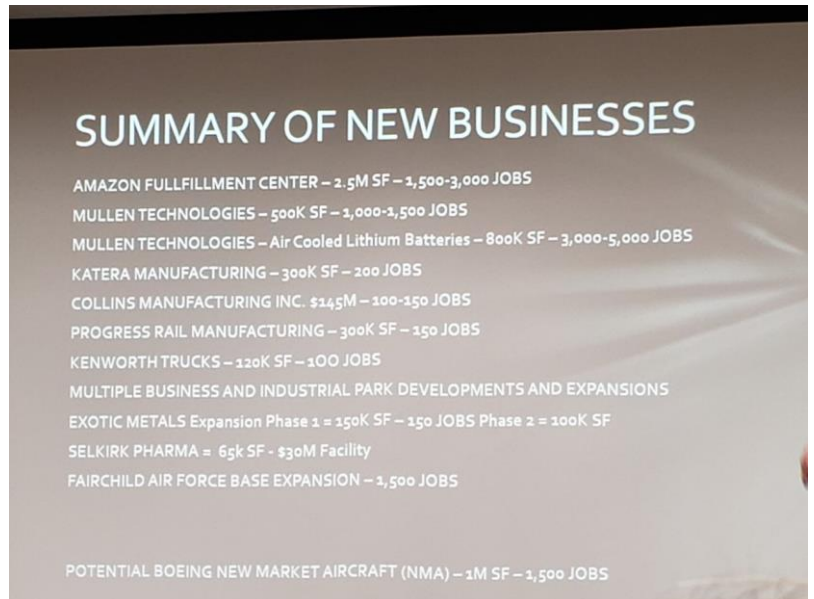 SUMMARY OF NEW BUSINESSES
AMAZON FULLFILLMENT CENTER – 2.5M SF – 1,500-3,000 JOBS
MULLEN TECHNOLOGIES – 500K SF – 1,000-1,500 JOBS
MULLEN TECHNOLOGIES – Air Cooled Lithium Batteries – 800K SF – 3,000-5,000 JOBS
KATERA MANUFACTURING – 300K SF – 200 JOBS
COLLINS MANUFACTURING INC. $145M – 100-150 JOBS
PROGRESS RAIL MANUFACTURING – 300K SF – 150 JOBS
KENWORTH TRUCKS – 120K SF – 1OO JOBS
MULTIPLE BUSINESS AND INDUSTRIAL PARK DEVELOPMENTS AND EXPANSIONS
EXOTIC METALS Expansion Phase 1 = 150K SF – 150 JOBS Phase 2 = 100K SF
SELKIRK PHARMA = 65k SF - $30M Facility
FAIRCHILD AIR FORCE BASE EXPANSION – 1,500 JOBS
POTENTIAL BOEING NEW MARKET AIRCRAFT (NMA) – 1M SF – 1,500 JOBS